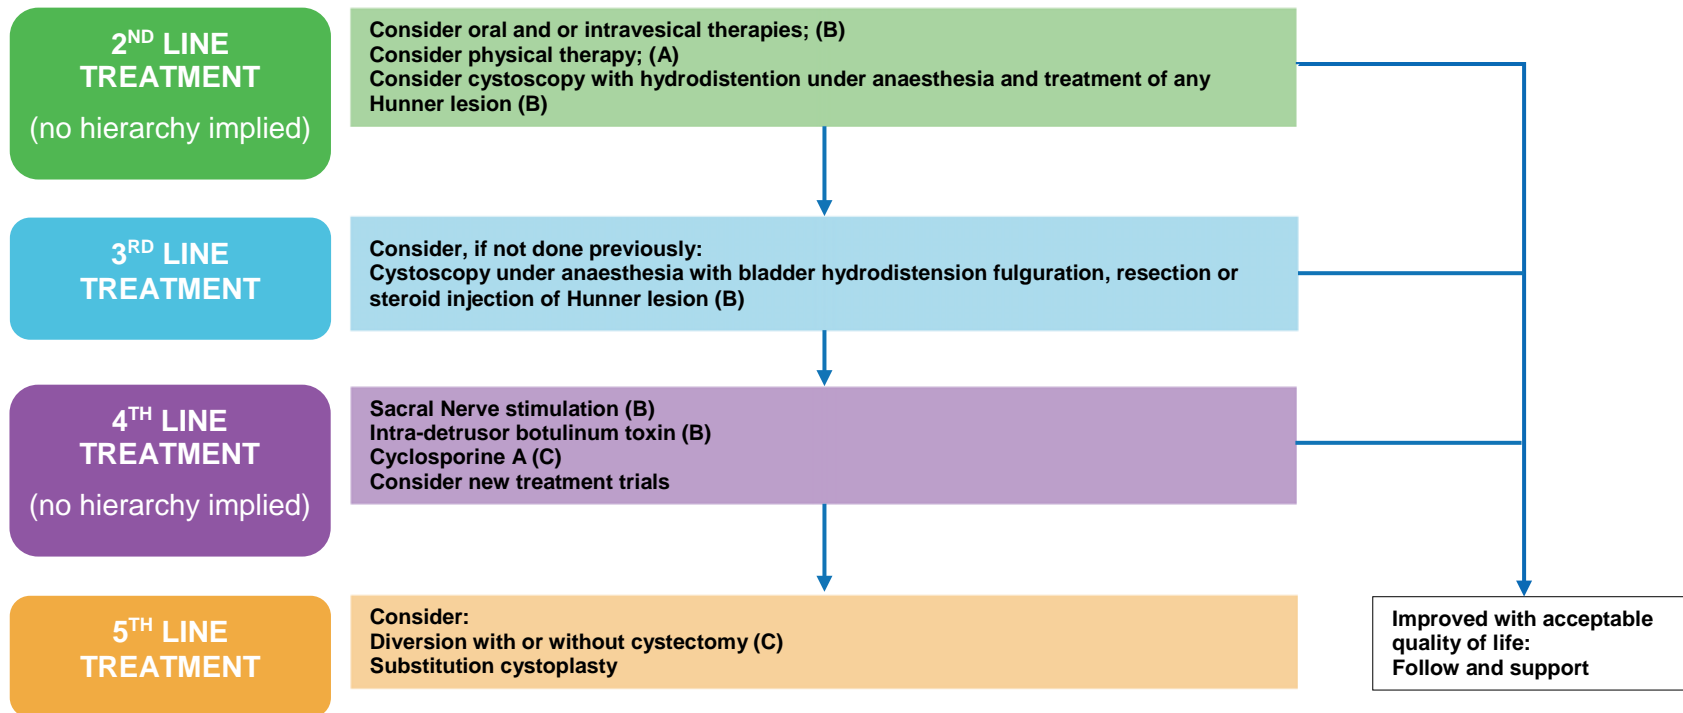 2ND LINE
TREATMENT
(no hierarchy implied)
Consider oral and or intravesical therapies; (B)
Consider physical therapy; (A)
Consider cystoscopy with hydrodistention under anaesthesia and treatment of any
Hunner lesion (B)
3RD LINE
TREATMENT
Consider, if not done previously:
Cystoscopy under anaesthesia with bladder hydrodistension fulguration, resection or
steroid injection of Hunner lesion (B)
4TH LINE
TREATMENT
(no hierarchy implied)
Sacral Nerve stimulation (B)
Intra-detrusor botulinum toxin (B)
Cyclosporine A (C)
Consider new treatment trials
5TH LINE
TREATMENT
Consider:
Diversion with or without cystectomy (C)
Substitution cystoplasty
Improved with acceptable
quality of life:
Follow and support